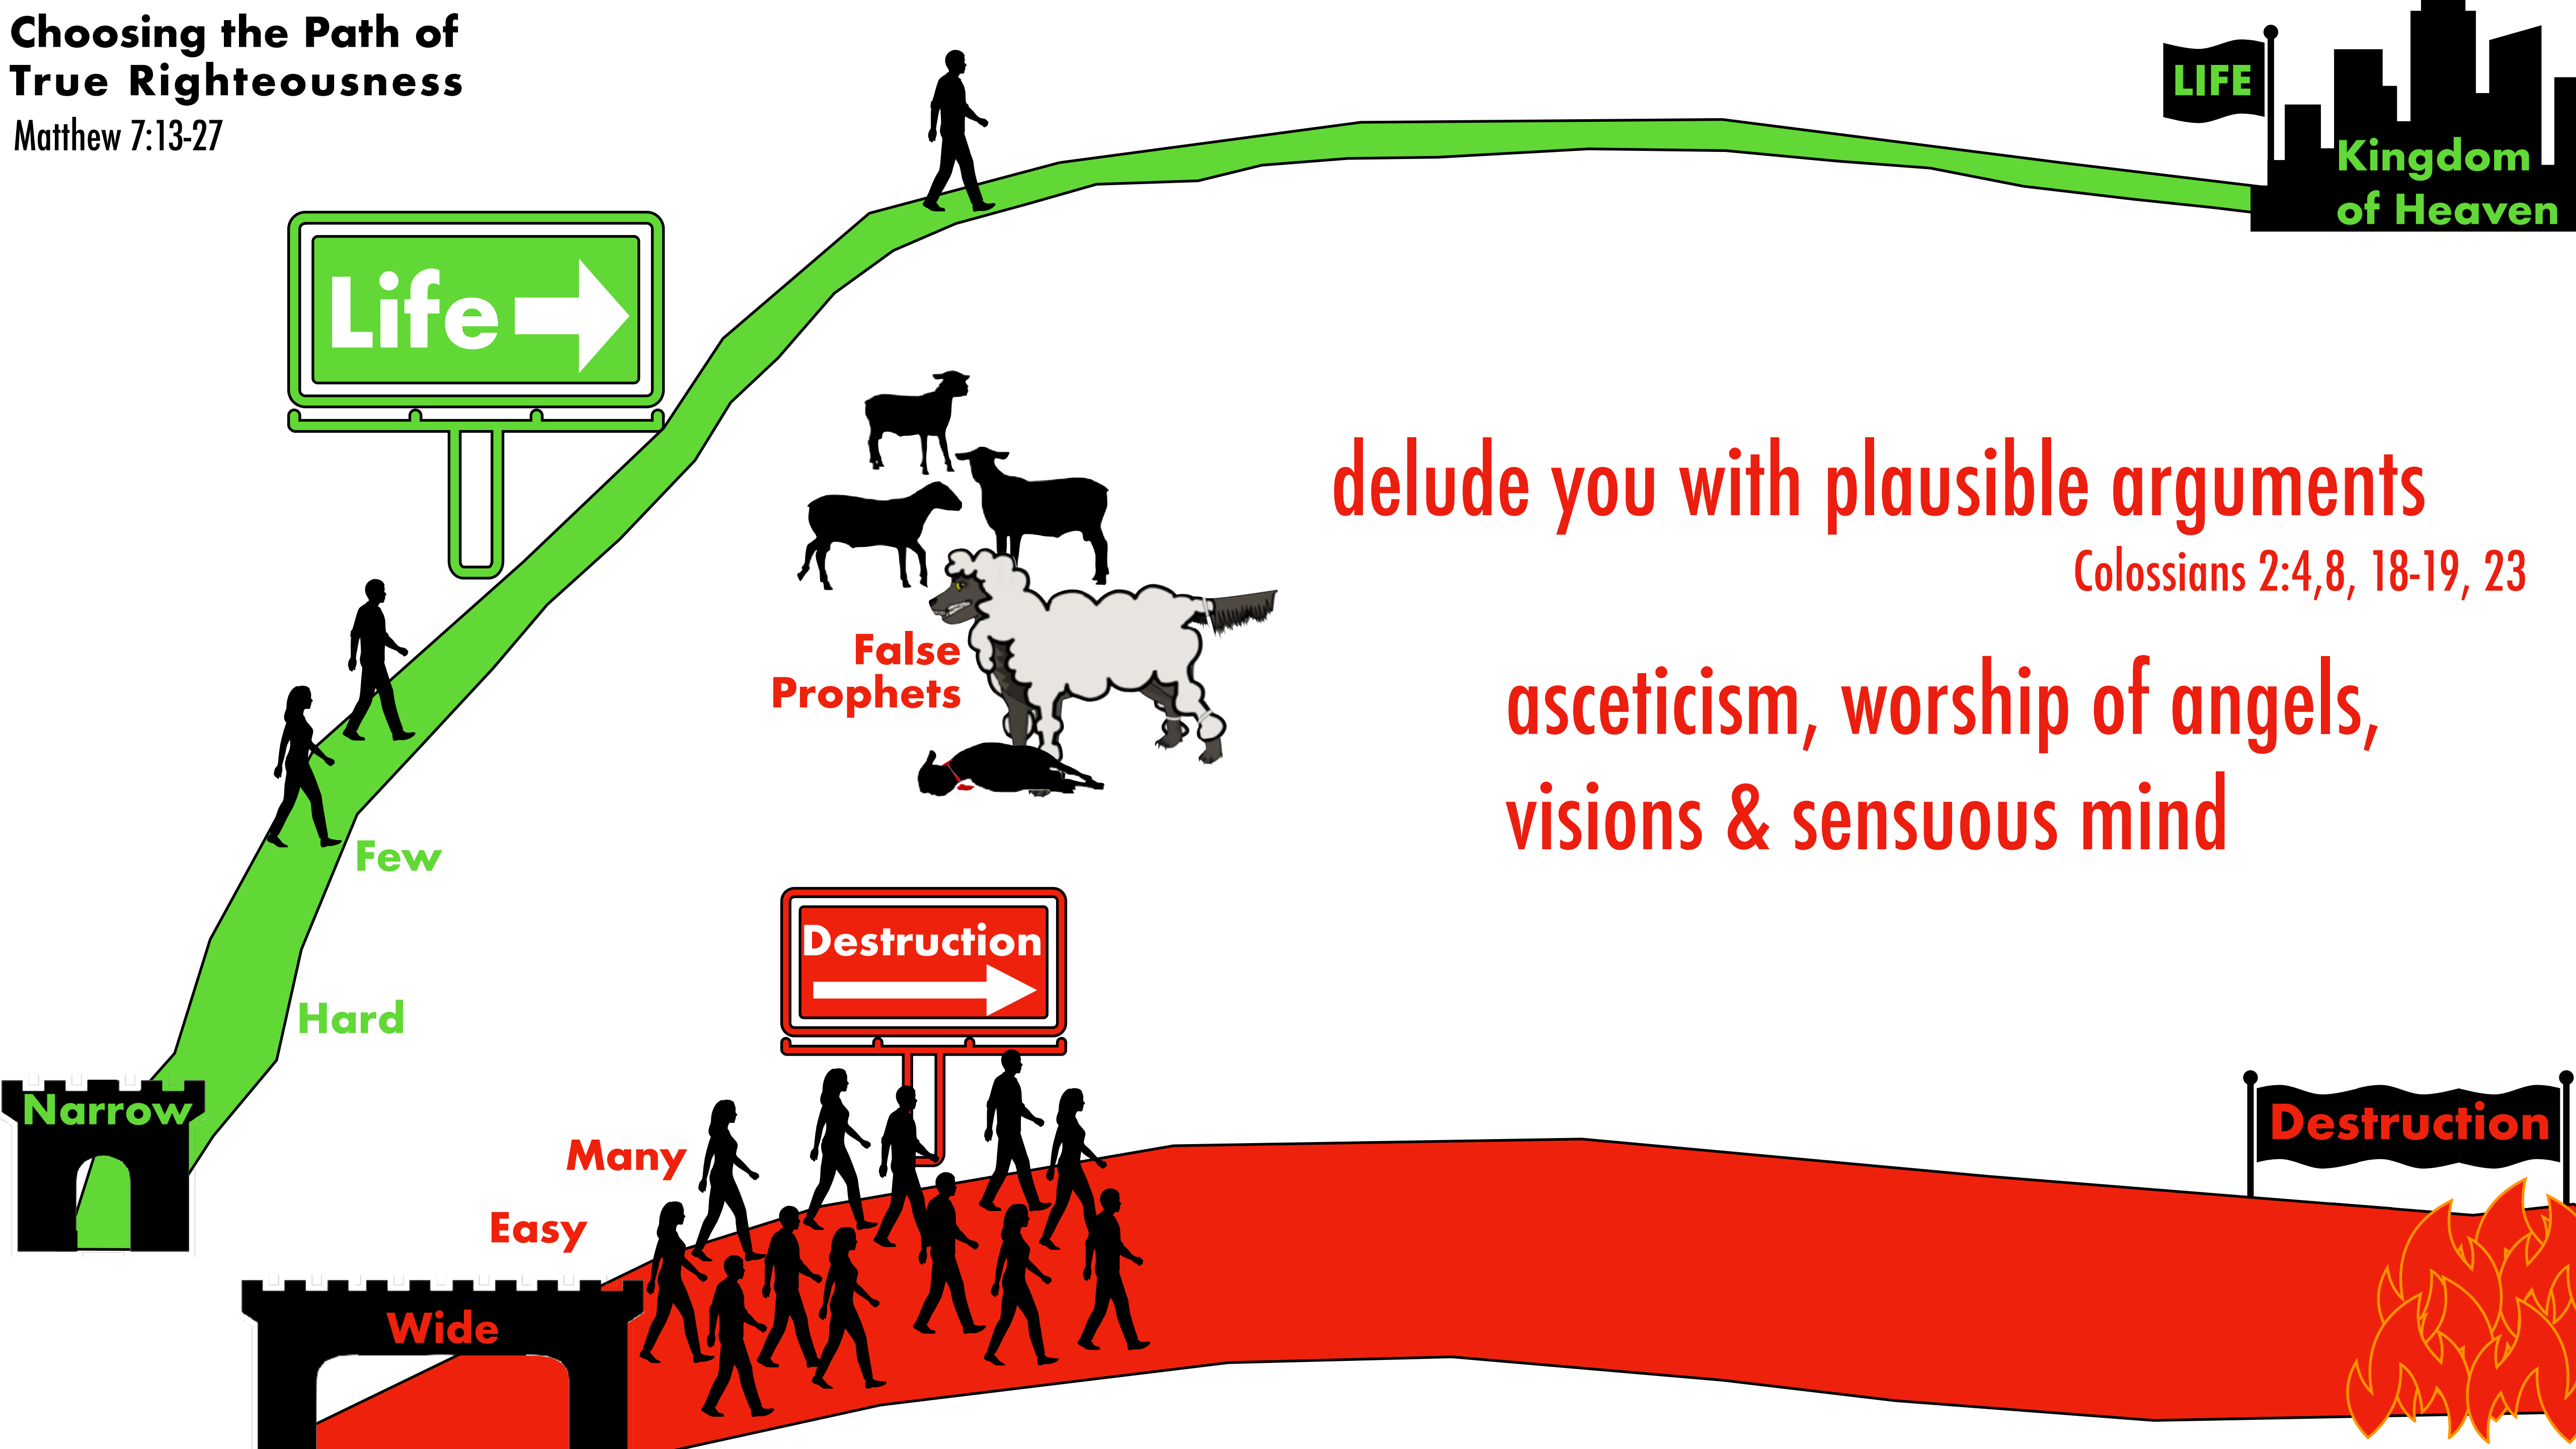 Choosing the Path of
True Righteousness
Matthew 7:13-27
LIFE
Kingdom
of Heaven
Life
delude you with plausible arguments
Colossians 2:4,8, 18-19, 23
False
Prophets
asceticism, worship of angels,
visions & sensuous mind
Few
Destruction
Hard
Narrow
Many
Easy
Destruction
Wide